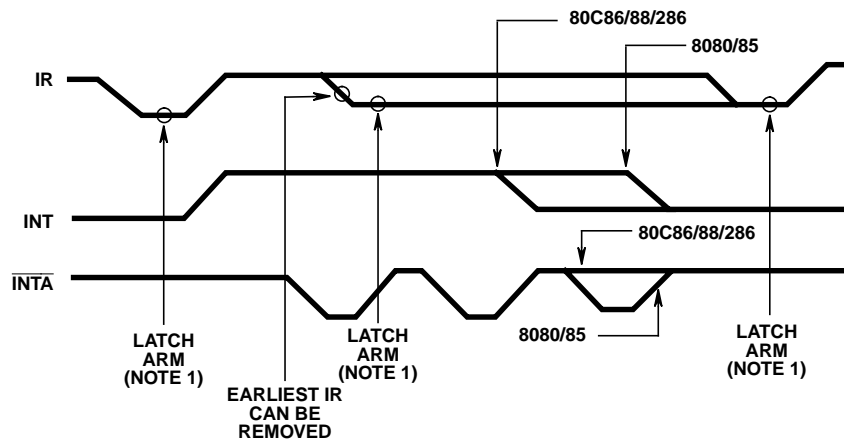 80C86/88/286
8080/85
IR
INT
80C86/88/286
INTA
8080/85
LATCH
ARM
(NOTE 1)
EARLIEST IR
CAN BE
REMOVED
LATCH
ARM
(NOTE 1)
LATCH
ARM
(NOTE 1)